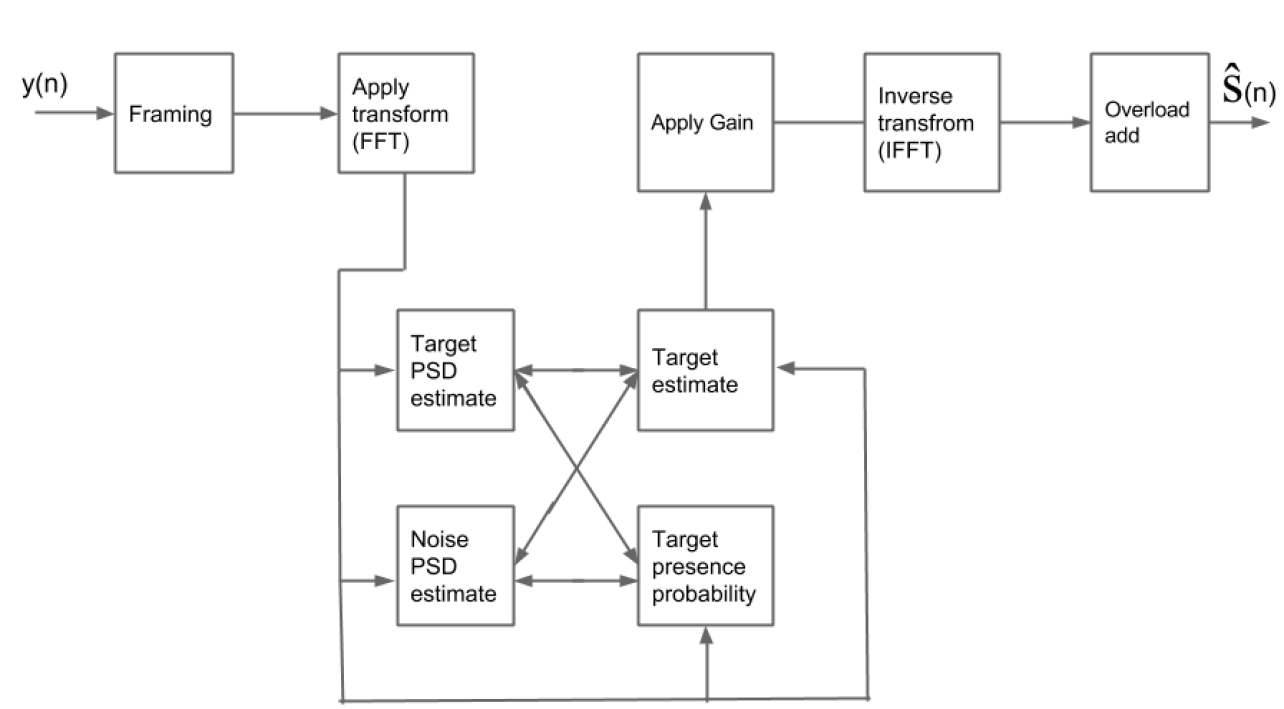 y(n)
Framing
Apply
transform
(FFT)
Apply Gain
Inverse
transfrom
(IFFT)
Overload
add
Ŝ(n)
Target
PSD
estimate
Target
estimate
Noise
PSD
estimate
Target
presence
probability